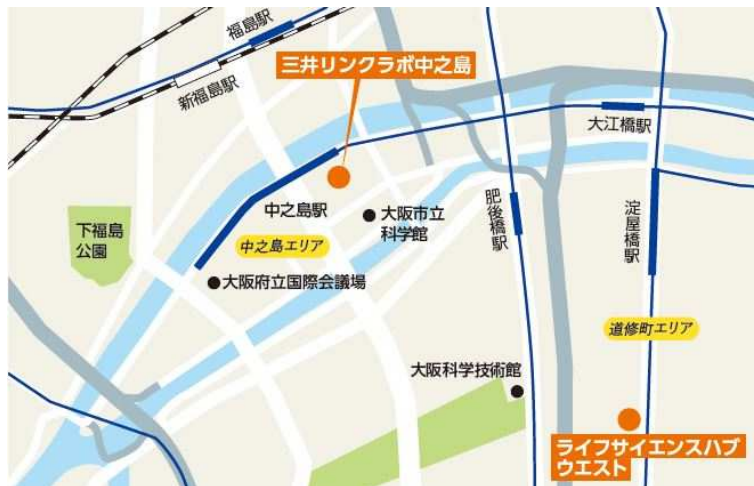 福島駅
新福島駅
三井リンクラボ中之島
大江橋駅
中之島駅
大阪市立
科学館
肥後橋駅
淀屋橋駅
下福島
公園
中之島エリア
大阪府立国際会議場
道修町エリア
大阪科学技術館
ライフサイエンスハブ
ウエスト